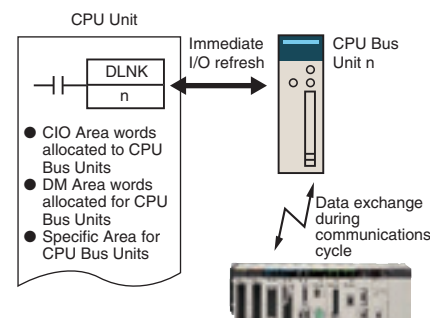 CPU Unit
DLNK
n
Immediate
I/O refresh
CPU Bus
Unit n
● CIO Area words
allocated to CPU
Bus Units
● DM Area words
allocated for CPU
Bus Units
● Specific Area for
CPU Bus Units
Data exchange
during
communications
cycle